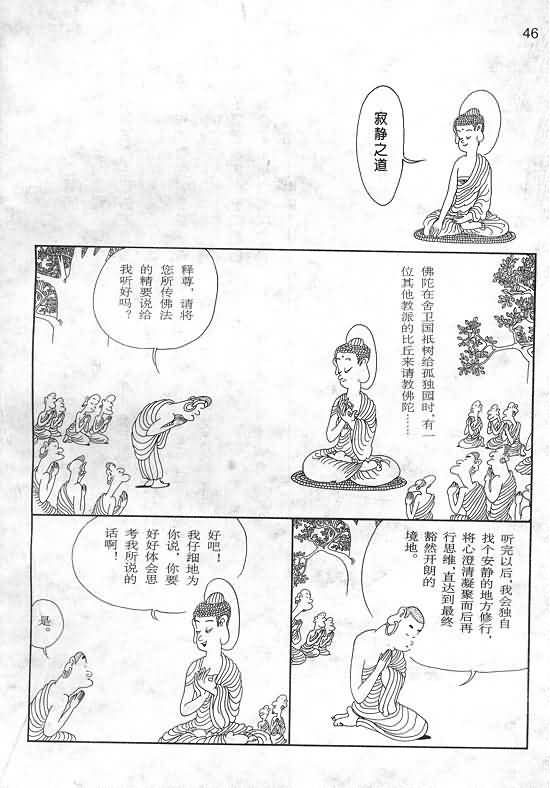 46
寂静之道
佛陀在舍卫国祇树给孤独园时，有一
位其他教派的比丘来请教佛陀……
释尊，请将
您所传佛法
的精要说给
我听好吗？
听完以后，我会独自
找个安静的地方修行，
将心澄清凝聚而后再
行思维，直达到最终
豁然开朗的
境地。
好吧！
我仔细地为
你说，你要
好好体会思
考我所说的
话啊！
是。